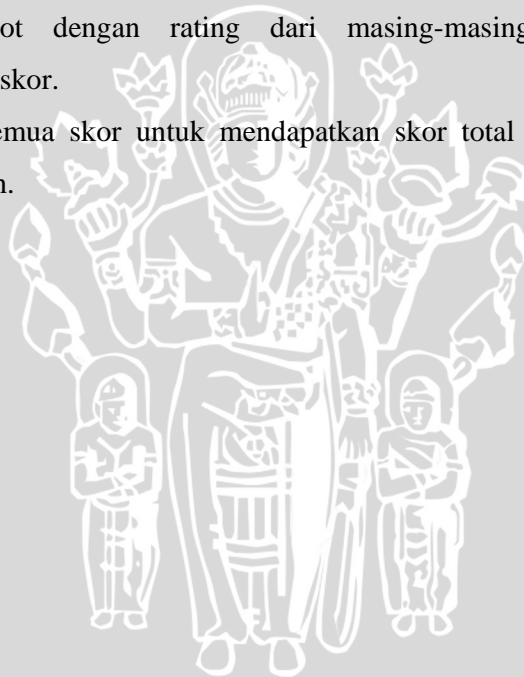 ot dengan rating dari masing-masing
skor.
emua skor untuk mendapatkan skor total
n.